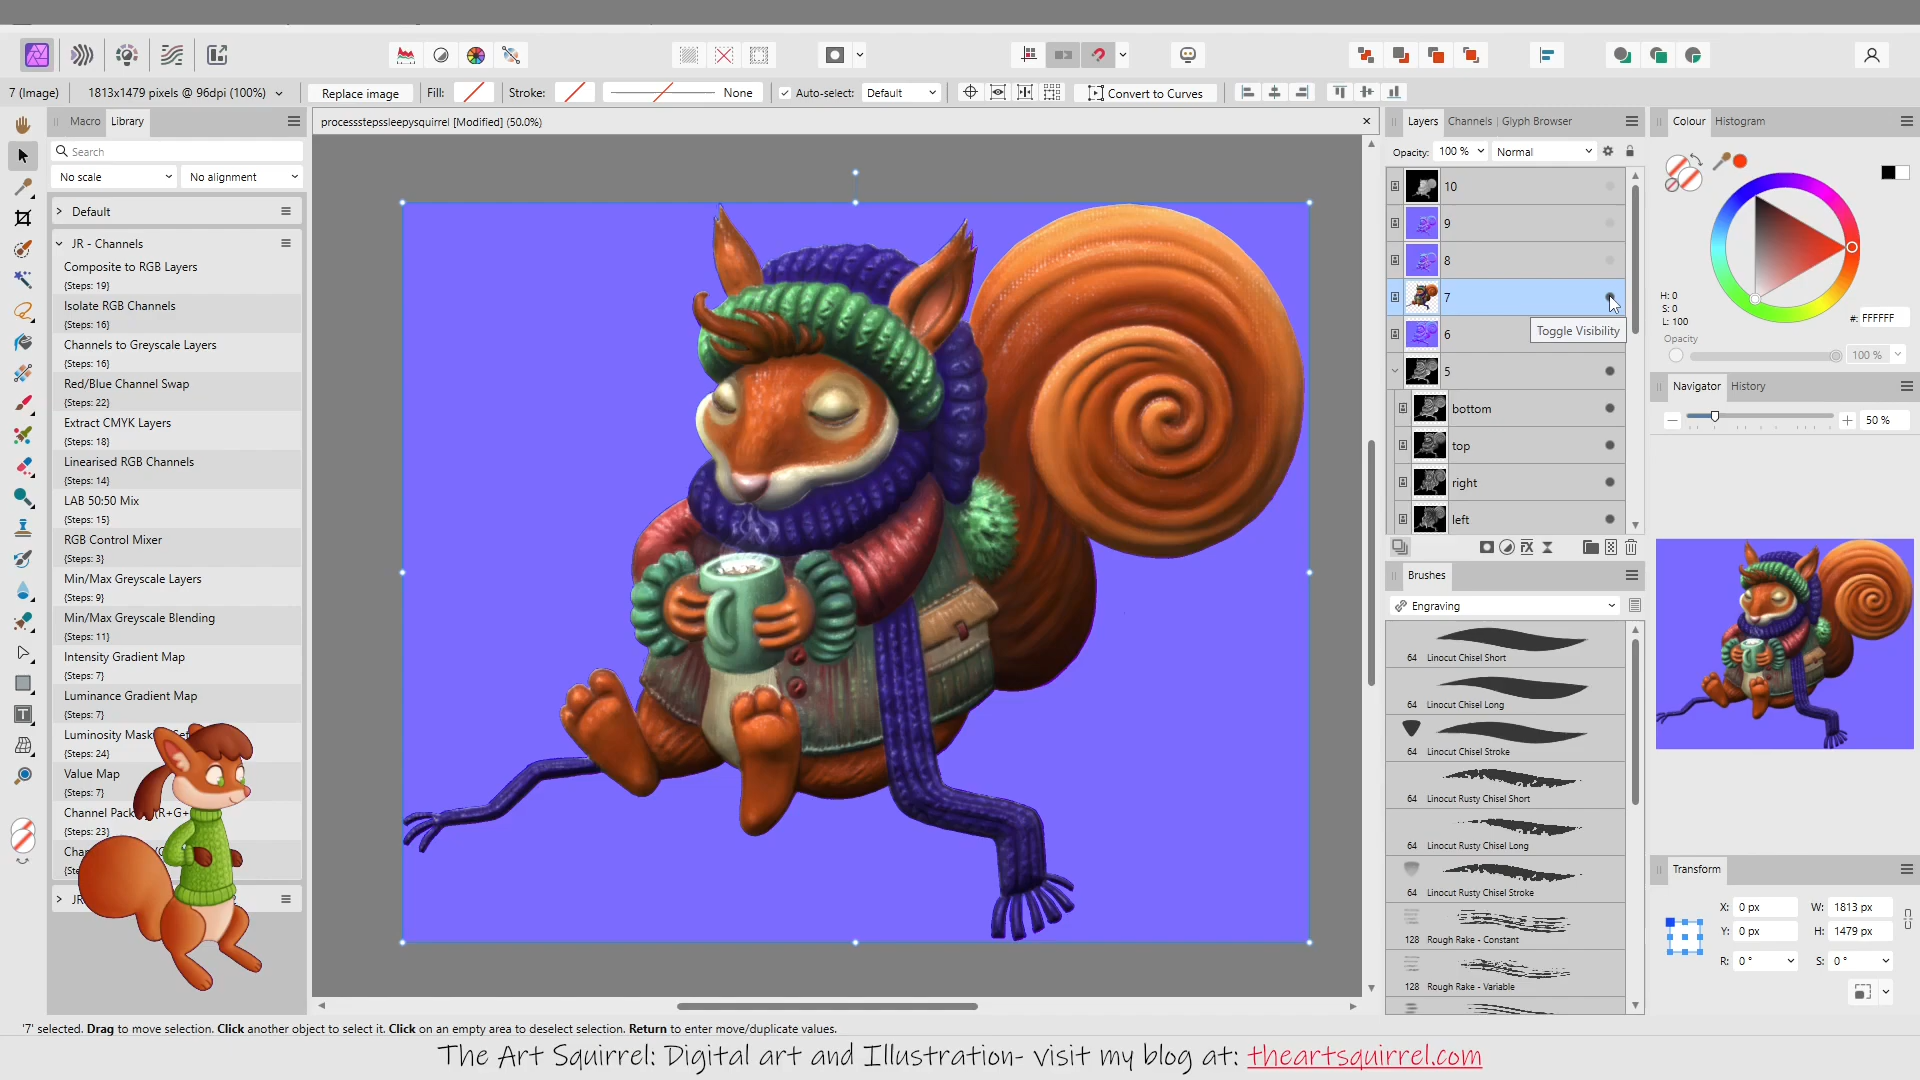 7 (Image)
1813x1479 pixels @ 96dpi (100%)
Replace image
Fill:
Stroke:
None
Auto-select:
Default
Convert to Curves
Macro
Library
processstepssleepysquirrel [Modified] (50.0%)
Search
No scale
No alignment
Default
JR - Channels
Composite to RGB Layers
{Steps: 19}
Isolate RGB Channels
{Steps: 16}
Channels to Greyscale Layers
{Steps: 16}
Red/Blue Channel Swap
{Steps: 22}
Extract CMYK Layers
{Steps: 18}
Linearised RGB Channels
{Steps: 14}
LAB 50:50 Mix
{Steps: 15}
RGB Control Mixer
{Steps: 3}
Min/Max Greyscale Layers
{Steps: 9}
Min/Max Greyscale Blending
{Steps: 11}
Intensity Gradient Map
{Steps: 7}
Luminance Gradient Map
{Steps: 7}
Luminosity Mask
{Steps: 24}
Value Map
{Steps: 7}
Channel Pack (R+G+
{Steps: 23}
Layers
Channels
Glyph Browser
Opacity:
100 %
Normal
10
9
8
7
6
Toggle Visibility
5
bottom
top
right
left
Brushes
Engraving
64 Linocut Chisel Short
64 Linocut Chisel Long
64 Linocut Chisel Stroke
64 Linocut Rusty Chisel Short
64 Linocut Rusty Chisel Long
64 Linocut Rusty Chisel Stroke
128 Rough Rake - Constant
128 Rough Rake - Variable
Colour
Histogram
H: 0
S: 0
L: 100
#: FFFFFF
Opacity
100 %
Navigator
History
50 %
Transform
X: 0 px
W: 1813 px
Y: 0 px
H: 1479 px
R: 0 °
S: 0 °
'7' selected. Drag to move selection. Click another object to select it. Click on an empty area to deselect selection. Return to enter move/duplicate values.
The Art Squirrel: Digital art and Illustration- visit my blog at: theartsquirrel.com